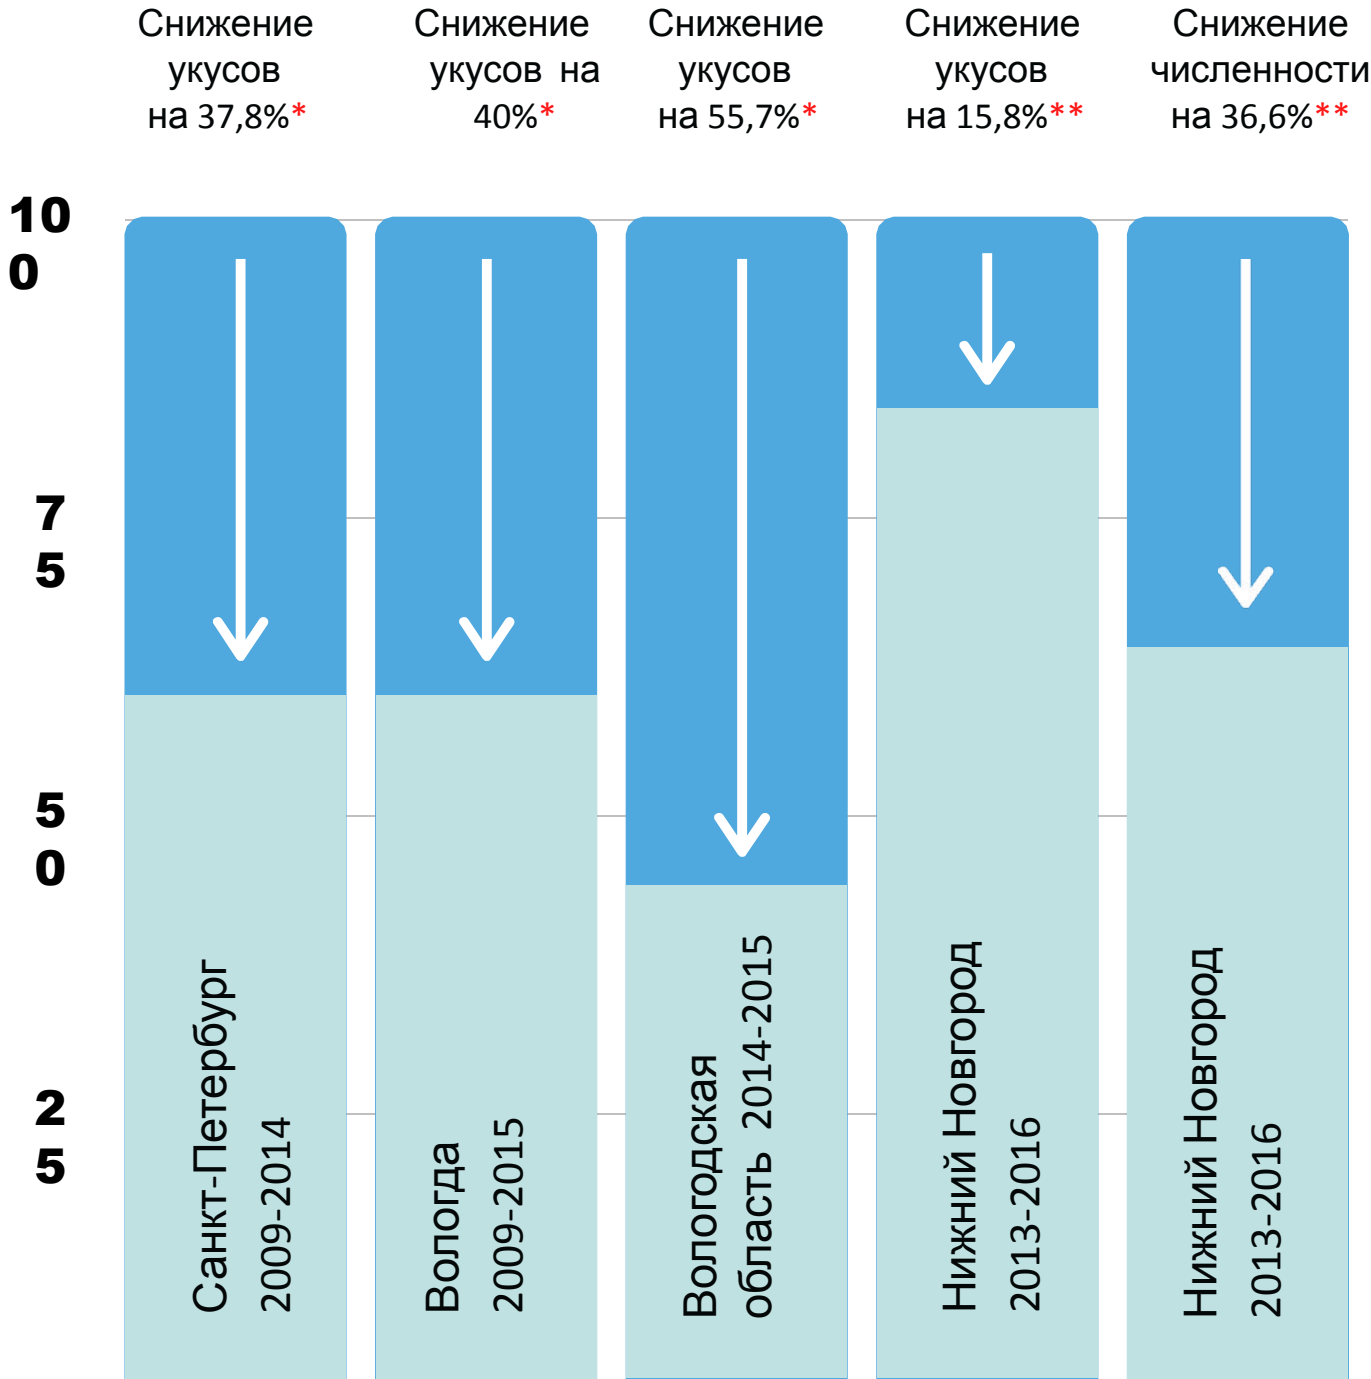 Снижение
укусов
на 37,8%*
Снижение
укусов на
40%*
Снижение
укусов
на 55,7%*
Снижение
укусов
на 15,8%**
Снижение
численности
на 36,6%**
10
0
7
5
5
0
2
5
Санкт-Петербург
2009-2014
Вологда
2009-2015
Вологодская
область 2014-2015
Нижний Новгород
2013-2016
Нижний Новгород
2013-2016